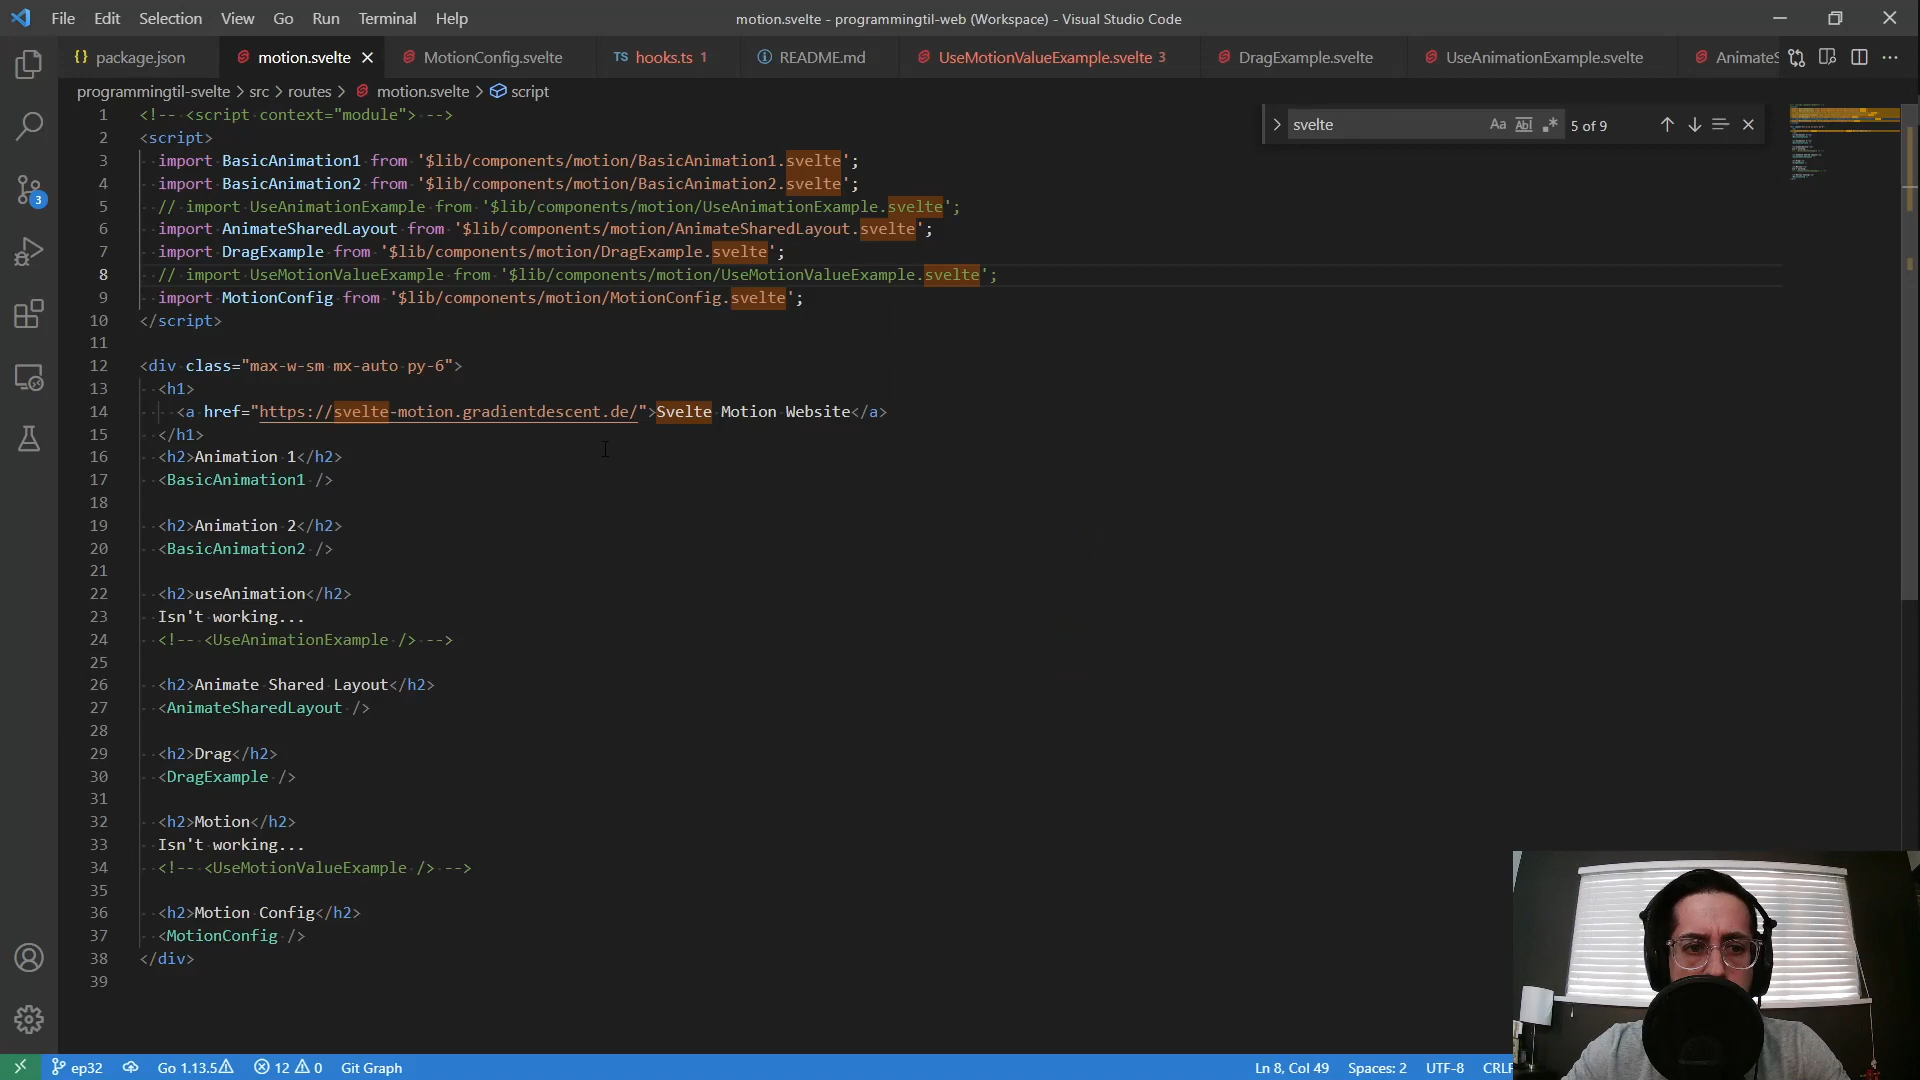 File Edit Selection View Go Run Terminal Help
motion.svelte - programmingtil-web (Workspace) - Visual Studio Code
{} package.json motion.svelte MotionConfig.svelte TS hooks.ts 1 README.md UseMotionValueExample.svelte 3 DragExample.svelte UseAnimationExample.svelte AnimateS
programmingtil-svelte > src > routes > motion.svelte > script
svelte Aa Abl .* 5 of 9
1 <!-- <script context="module"> -->
2 <script>
3 import BasicAnimation1 from '$lib/components/motion/BasicAnimation1.svelte';
4 import BasicAnimation2 from '$lib/components/motion/BasicAnimation2.svelte';
5 // import UseAnimationExample from '$lib/components/motion/UseAnimationExample.svelte';
6 import AnimateSharedLayout from '$lib/components/motion/AnimateSharedLayout.svelte';
7 import DragExample from '$lib/components/motion/DragExample.svelte';
8 // import UseMotionValueExample from '$lib/components/motion/UseMotionValueExample.svelte';
9 import MotionConfig from '$lib/components/motion/MotionConfig.svelte';
10 </script>
11
12 <div class="max-w-sm mx-auto py-6">
13 <h1>
14 <a href="https://svelte-motion.gradientdescent.de/">Svelte Motion Website</a>
15 </h1>
16 <h2>Animation 1</h2>
17 <BasicAnimation1 />
18
19 <h2>Animation 2</h2>
20 <BasicAnimation2 />
21
22 <h2>useAnimation</h2>
23 Isn't working...
24 <!-- <UseAnimationExample /> -->
25
26 <h2>Animate Shared Layout</h2>
27 <AnimateSharedLayout />
28
29 <h2>Drag</h2>
30 <DragExample />
31
32 <h2>Motion</h2>
33 Isn't working...
34 <!-- <UseMotionValueExample /> -->
35
36 <h2>Motion Config</h2>
37 <MotionConfig />
38 </div>
39
3
ep32 Go 1.13.5 12 0 Git Graph Ln 8, Col 49 Spaces: 2 UTF-8 CRLF